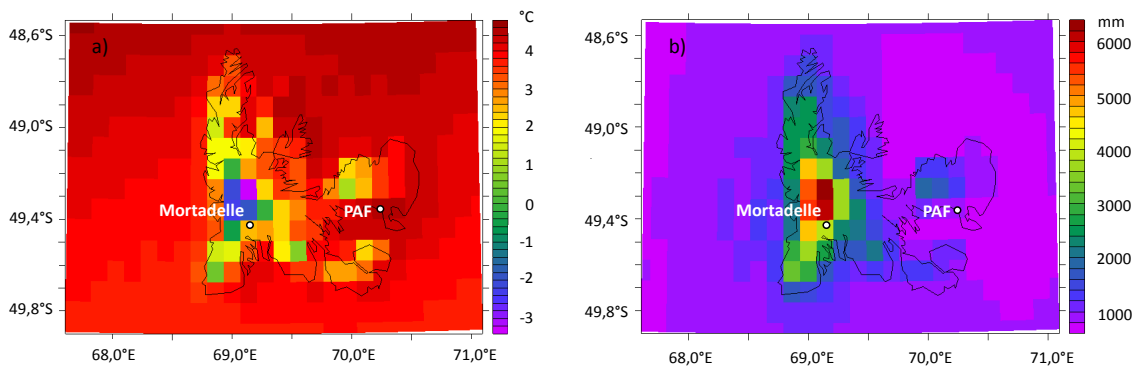 a)
°C
48,6°S
49,0°S
49,4°S
49,8°S
Mortadelle
PAF
4
3
2
1
0
-1
-2
-3
68,0°E
69,0°E
70,0°E
71,0°E
b)
mm
48,6°S
49,0°S
49,4°S
49,8°S
Mortadelle
PAF
6000
5000
4000
3000
2000
1000
68,0°E
69,0°E
70,0°E
71,0°E